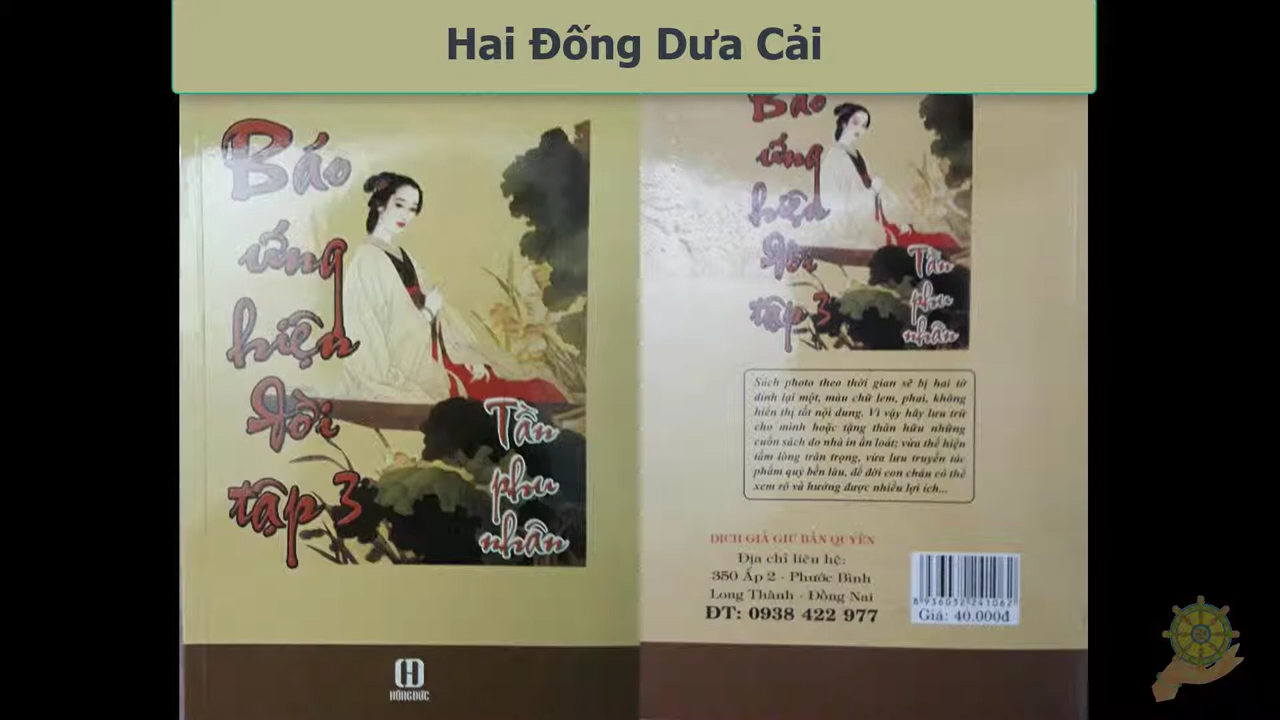 Hai Đống Dưa Cải
Báo
ứng
hiện
đời
tập 3
Tần
phu
nhân
HỒNG ĐỨC
Báo
ứng
hiện
đời
tập 3
Tần
phu
nhân
Sách photo theo thời gian sẽ bị hai tờ
dính lại một, màu chữ lem, phai, không
hiển thị tốt nội dung. Vì vậy hãy lưu trữ
cho mình hoặc tặng thân hữu những
cuốn sách do nhà in ấn loát; vừa thể hiện
tấm lòng trân trọng, vừa lưu truyền tác
phẩm quý bền lâu, để đời con cháu có thể
xem rõ và hưởng được nhiều lợi ích...
DỊCH GIẢ GIỮ BẢN QUYỀN
Địa chỉ liên hệ:
350 Ấp 2 - Phước Bình
Long Thành - Đồng Nai
ĐT: 0938 422 977
8 936032 241062
Giá: 40.000đ